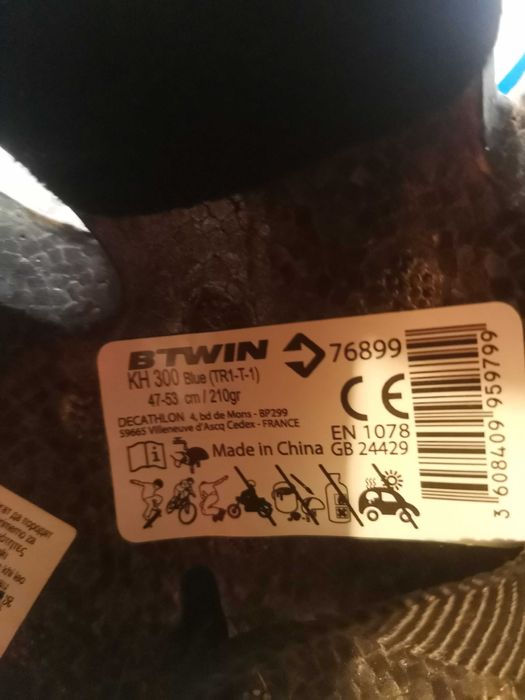 BTWIN 76899
KH 300 Blue (TR1-T-1)
47-53 cm / 210gr
DECATHLON 4, bd de Mons - BP299
59665 Villeneuve d'Ascq Cedex - FRANCE
CE
EN 1078
Made in China GB 24429
3 608409 959799